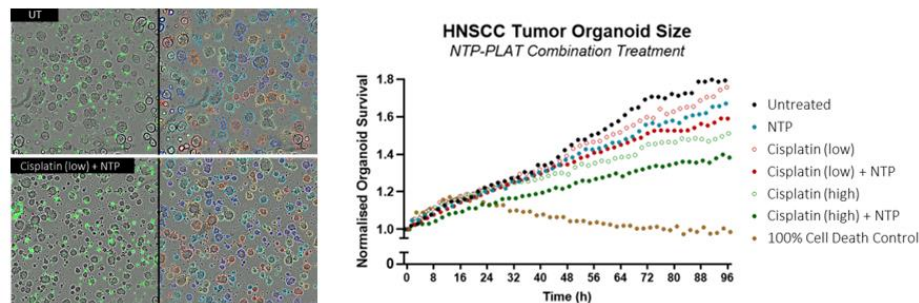 UT
Cisplatin (low) + NTP
HNSCC Tumor Organoid Size
NTP-PLAT Combination Treatment
Normalised Organoid Survival
1.8
1.6
1.4
1.2
1.0
0
0 8 16 24 32 40 48 56 64 72 80 88 96
Time (h)
Untreated
NTP
Cisplatin (low)
Cisplatin (low) + NTP
Cisplatin (high)
Cisplatin (high) + NTP
100% Cell Death Control